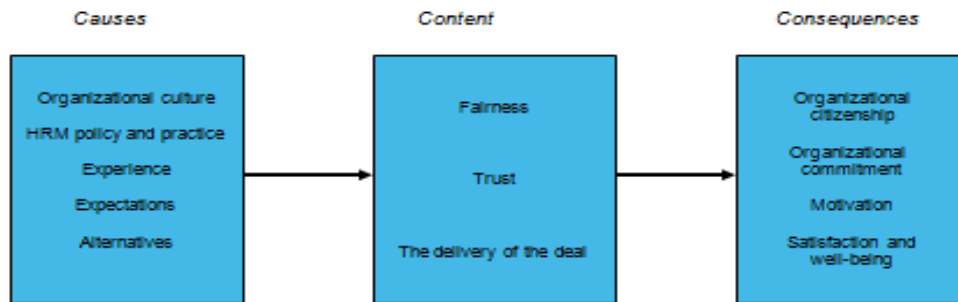 Causes
Content
Consequences
Organizational culture
HRM policy and practice
Experience
Expectations
Alternatives
Fairness
Trust
The delivery of the deal
Organizational
citizenship
Organizational
commitment
Motivation
Satisfaction and
well-being